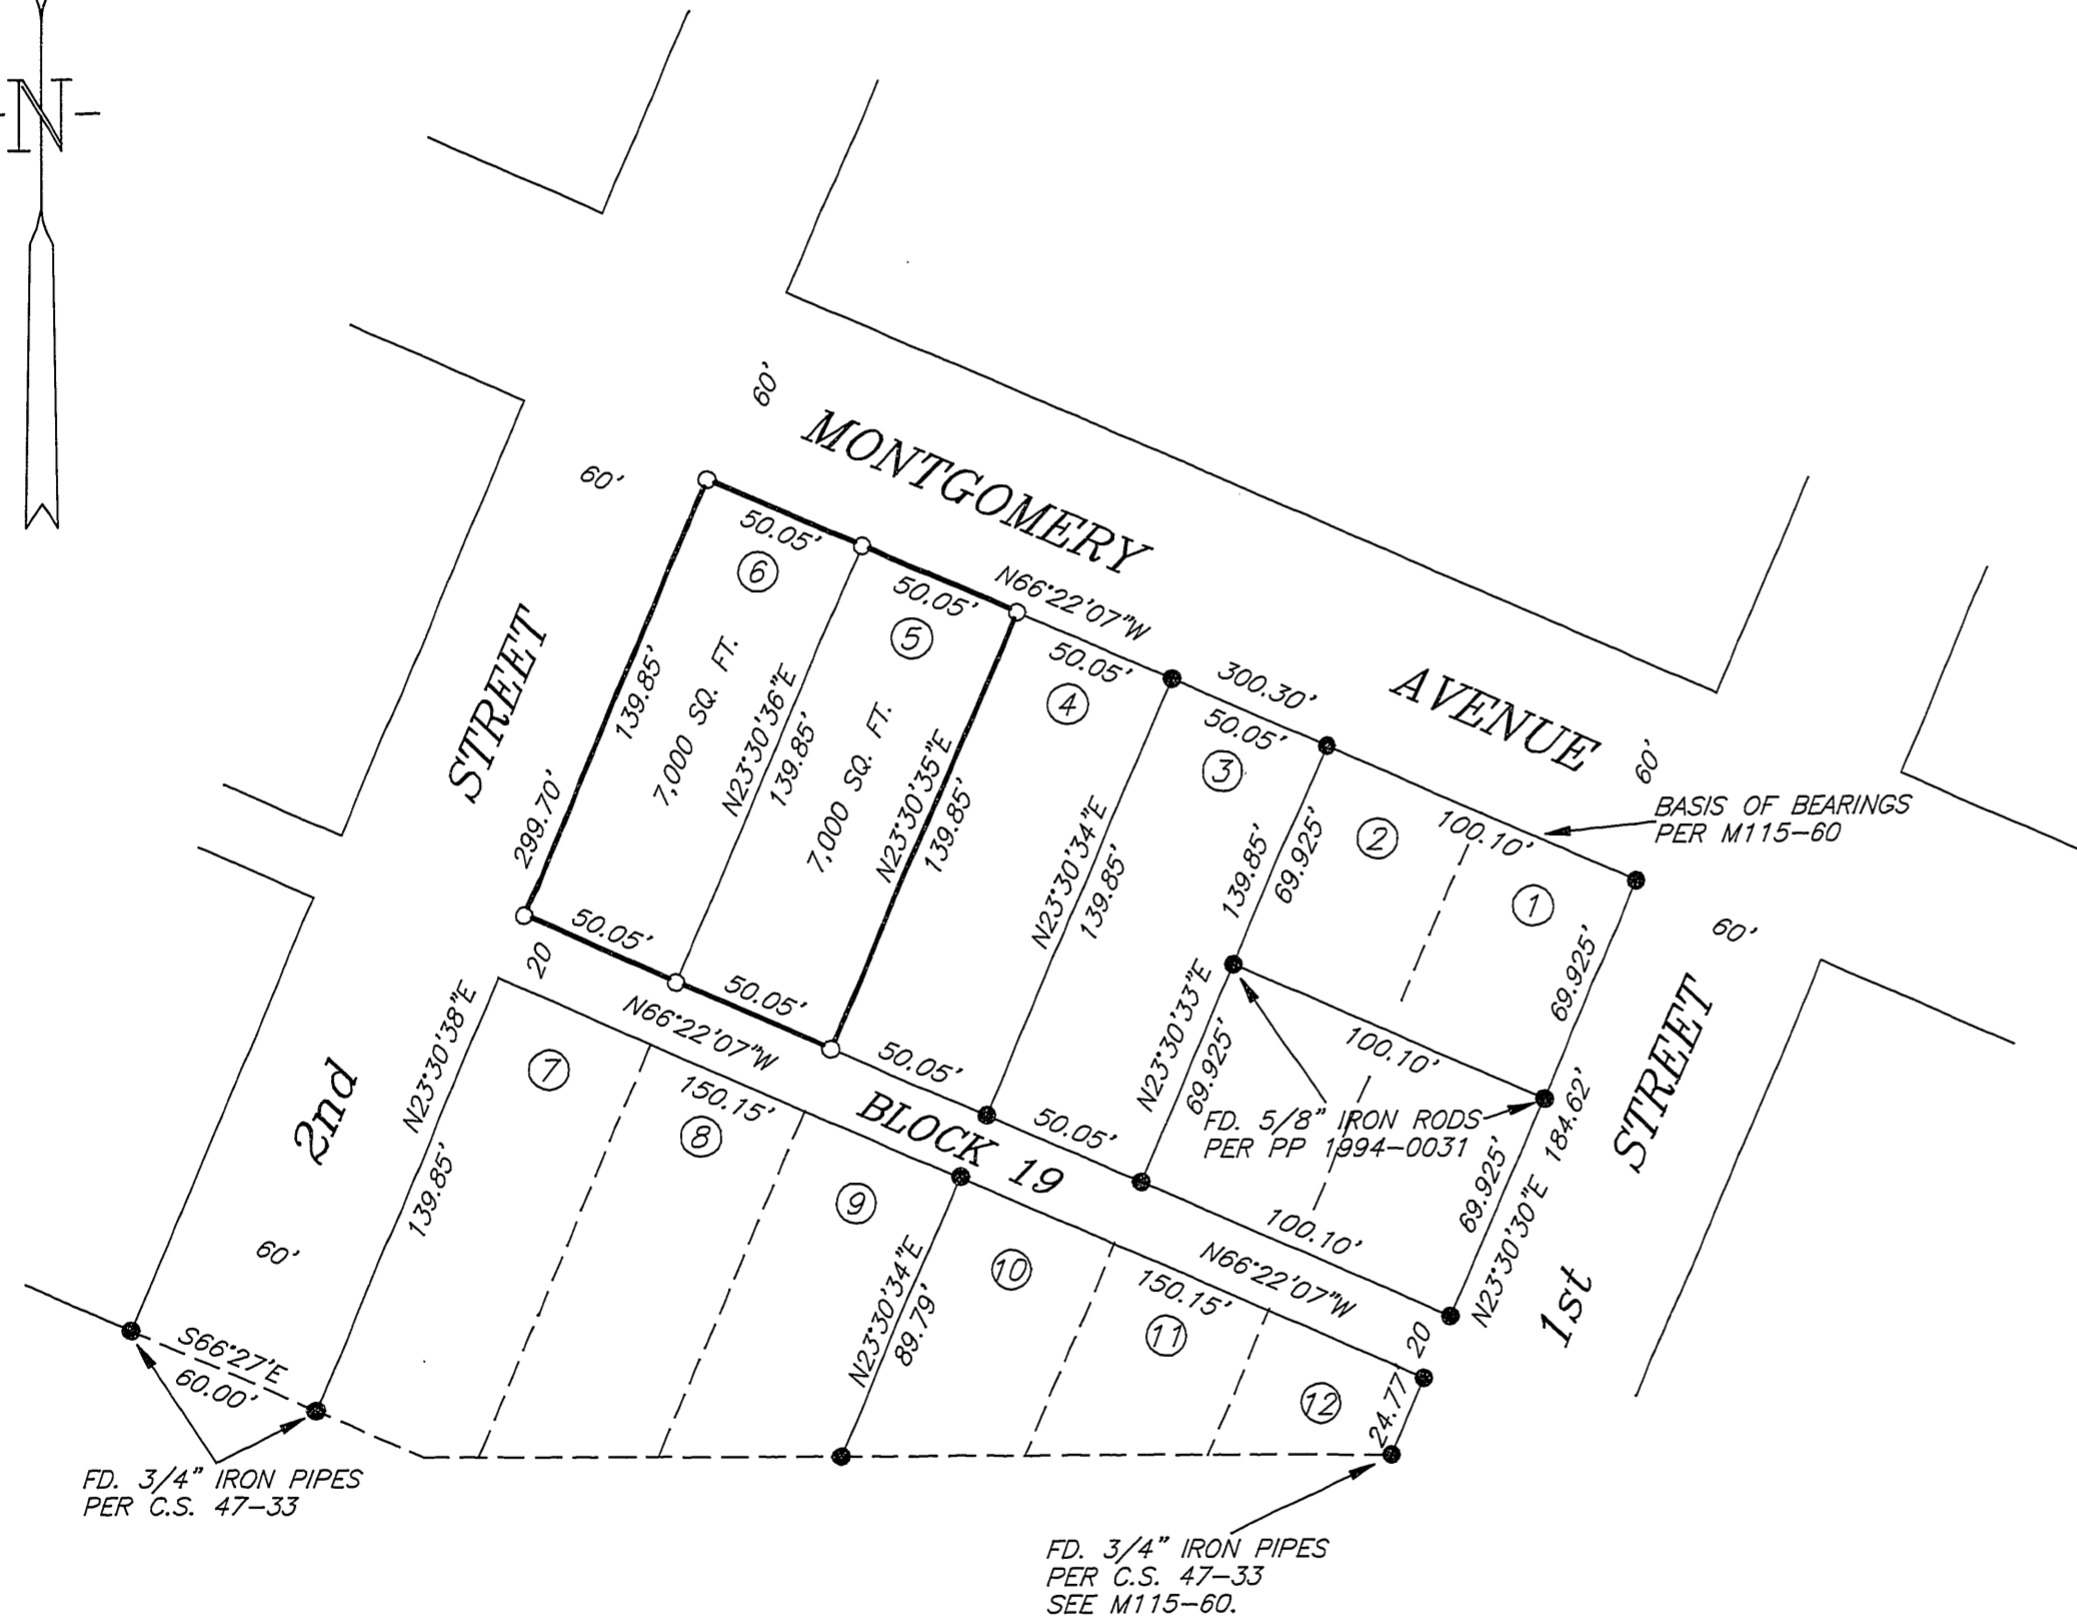 N
60'
MONTGOMERY
60'
50.05'
6
50.05'
5
N66°22'07"W
50.05'
4
300.30'
50.05'
3
AVENUE
60'
BASIS OF BEARINGS
PER M115-60
100.10'
2
1
STREET
139.85'
7,000 SQ. FT.
N23°30'36"E
139.85'
7,000 SQ. FT.
N23°30'35"E
139.85'
N23°30'34"E
139.85'
139.85'
69.925'
69.925'
60'
299.70'
50.05'
20
50.05'
N66°22'07"W
50.05'
50.05'
N23°30'33"E
69.925'
100.10'
FD. 5/8" IRON RODS
PER PP 1994-0031
STREET
N23°30'38"E
139.85'
7
150.15'
8
BLOCK 19
9
N23°30'34"E
89.79'
10
150.15'
11
N66°22'07"W
100.10'
69.925'
N23°30'30"E 184.62'
1st
20
12
24.77'
2nd
60'
S66°27'E
60.00'
FD. 3/4" IRON PIPES
PER C.S. 47-33
FD. 3/4" IRON PIPES
PER C.S. 47-33
SEE M115-60.